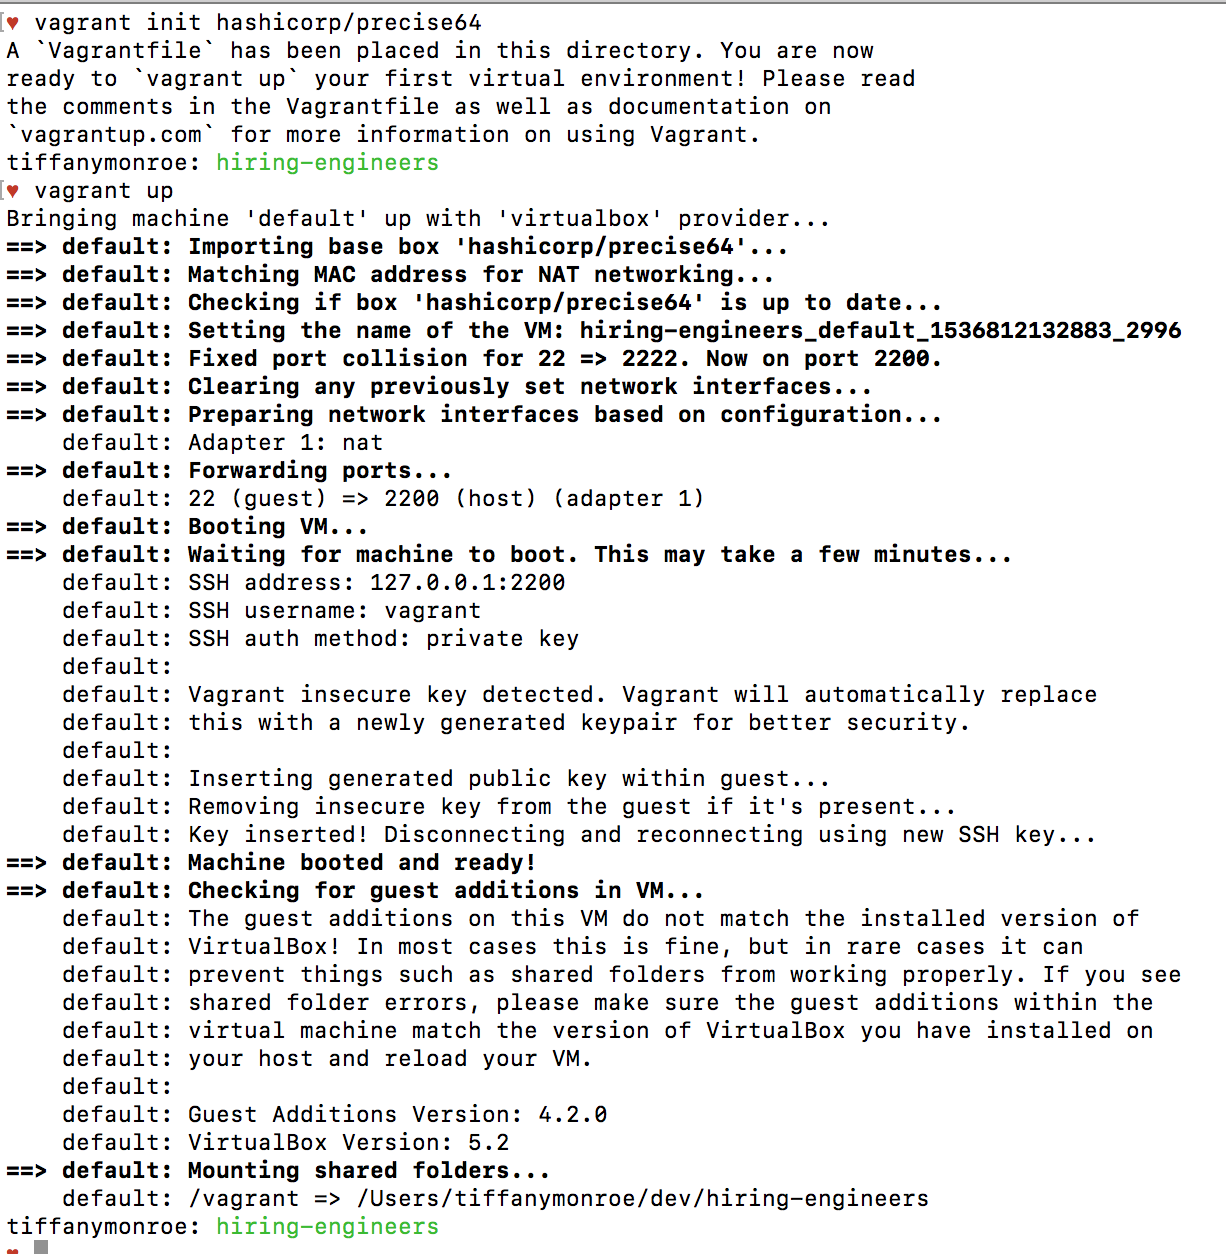 [♥ vagrant init hashicorp/precise64
A `Vagrantfile` has been placed in this directory. You are now
ready to `vagrant up` your first virtual environment! Please read
the comments in the Vagrantfile as well as documentation on
`vagrantup.com` for more information on using Vagrant.
tiffanymonroe: hiring-engineers
[♥ vagrant up
Bringing machine 'default' up with 'virtualbox' provider...
==> default: Importing base box 'hashicorp/precise64'...
==> default: Matching MAC address for NAT networking...
==> default: Checking if box 'hashicorp/precise64' is up to date...
==> default: Setting the name of the VM: hiring-engineers_default_1536812132883_2996
==> default: Fixed port collision for 22 => 2222. Now on port 2200.
==> default: Clearing any previously set network interfaces...
==> default: Preparing network interfaces based on configuration...
    default: Adapter 1: nat
==> default: Forwarding ports...
    default: 22 (guest) => 2200 (host) (adapter 1)
==> default: Booting VM...
==> default: Waiting for machine to boot. This may take a few minutes...
    default: SSH address: 127.0.0.1:2200
    default: SSH username: vagrant
    default: SSH auth method: private key
    default:
    default: Vagrant insecure key detected. Vagrant will automatically replace
    default: this with a newly generated keypair for better security.
    default:
    default: Inserting generated public key within guest...
    default: Removing insecure key from the guest if it's present...
    default: Key inserted! Disconnecting and reconnecting using new SSH key...
==> default: Machine booted and ready!
==> default: Checking for guest additions in VM...
    default: The guest additions on this VM do not match the installed version of
    default: VirtualBox! In most cases this is fine, but in rare cases it can
    default: prevent things such as shared folders from working properly. If you see
    default: shared folder errors, please make sure the guest additions within the
    default: virtual machine match the version of VirtualBox you have installed on
    default: your host and reload your VM.
    default:
    default: Guest Additions Version: 4.2.0
    default: VirtualBox Version: 5.2
==> default: Mounting shared folders...
    default: /vagrant => /Users/tiffanymonroe/dev/hiring-engineers
tiffanymonroe: hiring-engineers
♥